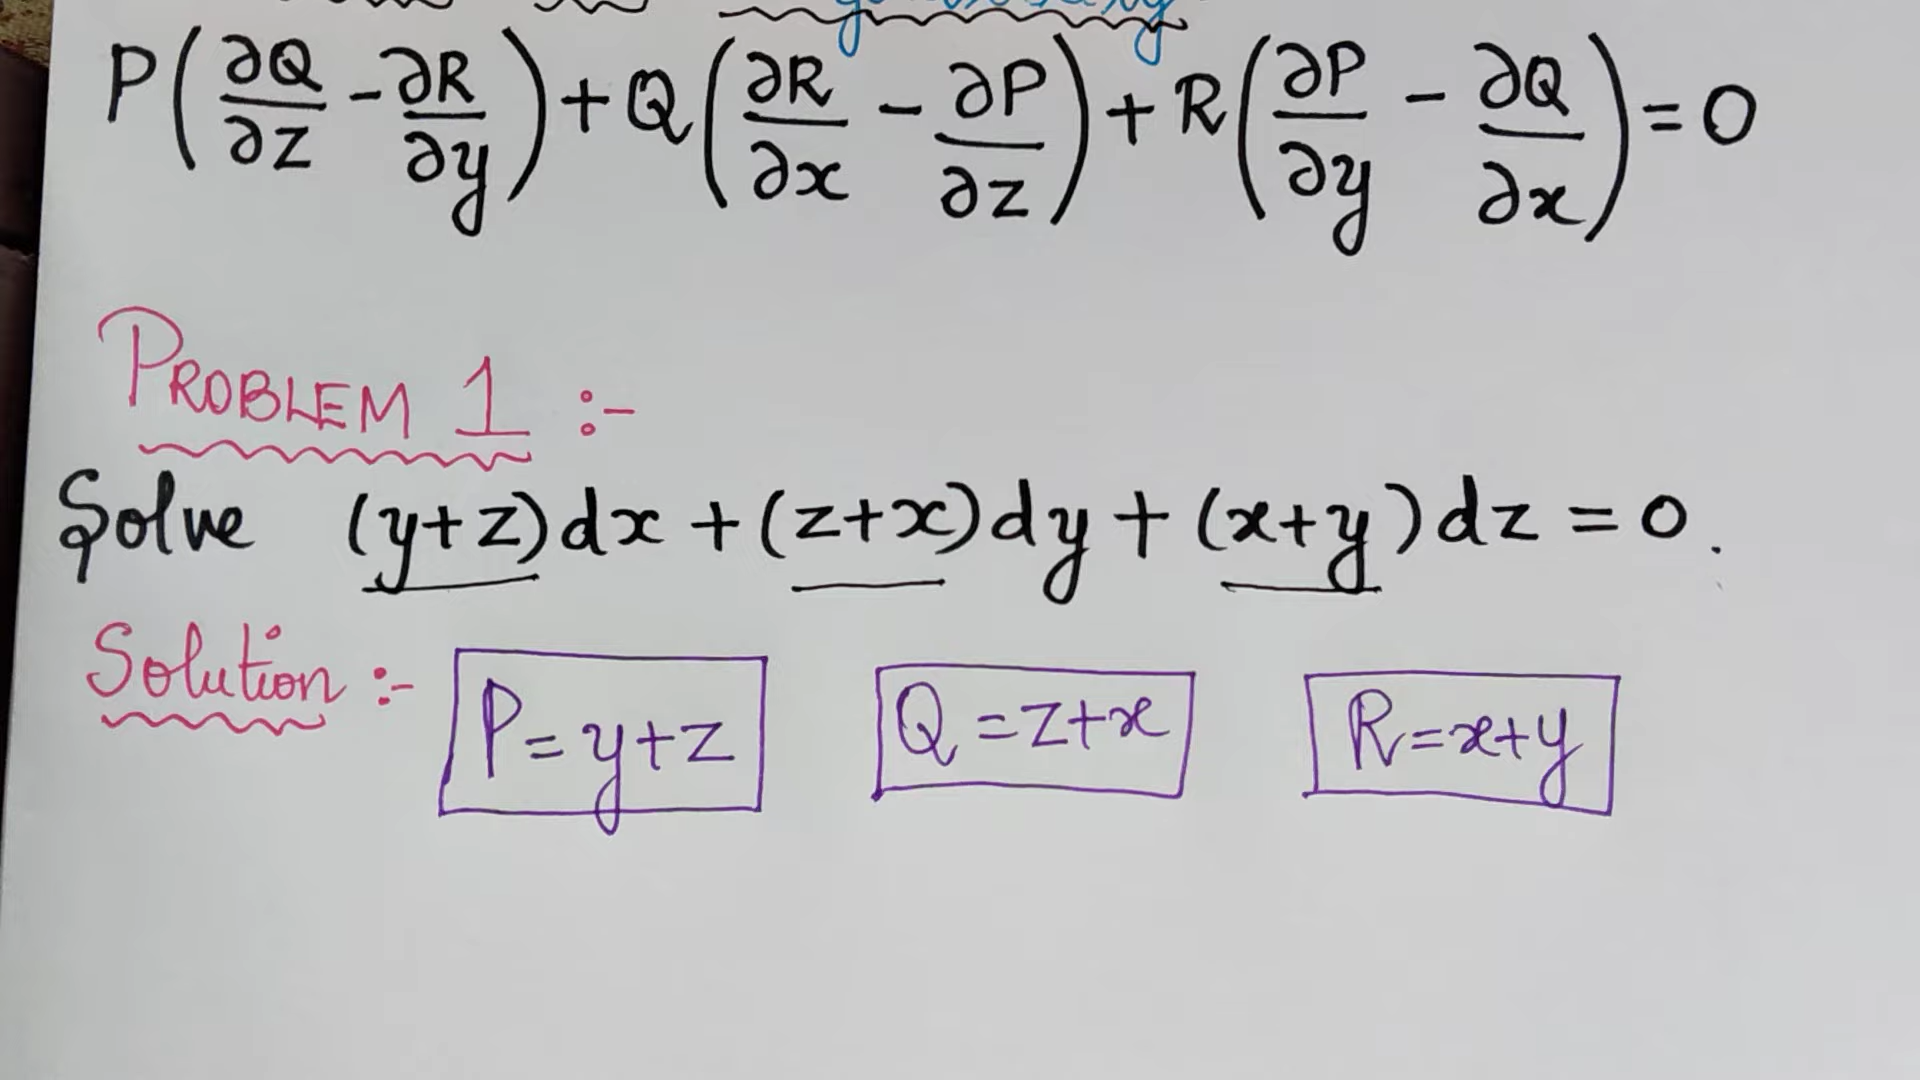 P(∂Q/∂z - ∂R/∂y) + Q(∂R/∂x - ∂P/∂z) + R(∂P/∂y - ∂Q/∂x) = 0
PROBLEM 1 :-
Solve (y+z)dx + (z+x)dy + (x+y)dz = 0.
Solution :- P=y+z Q=z+x R=x+y